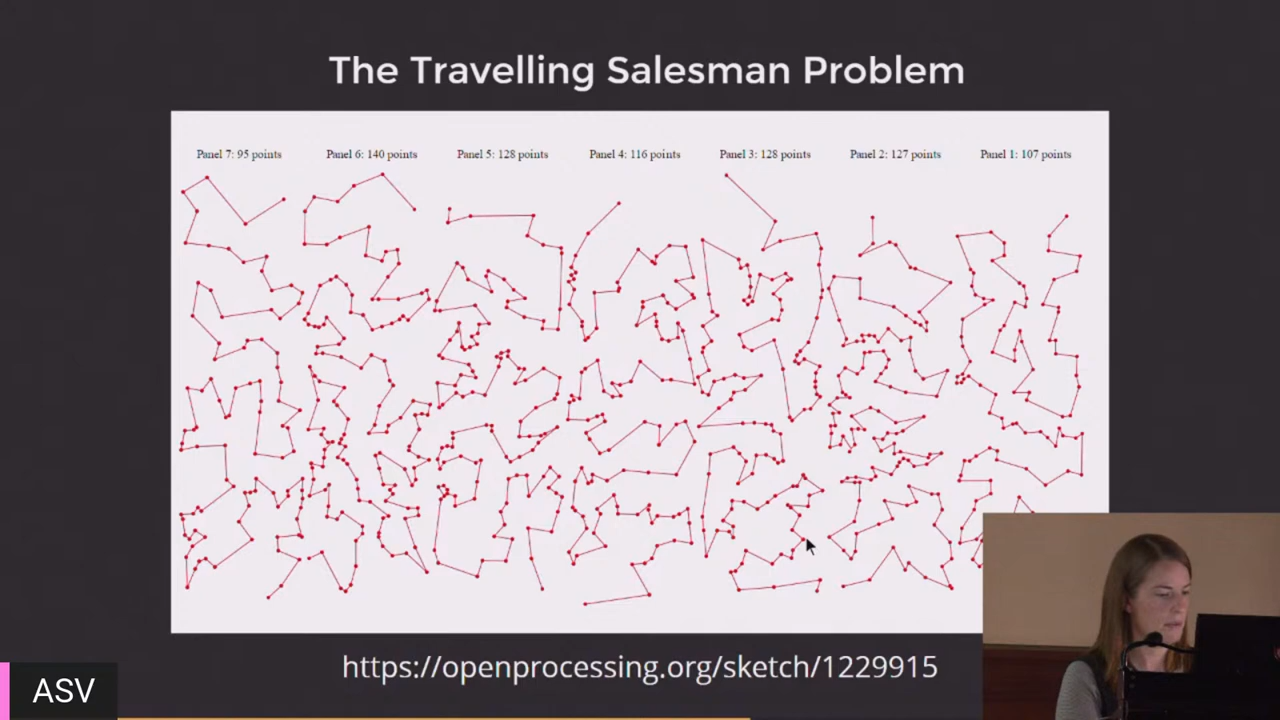 The Travelling Salesman Problem
Panel 7: 95 points
Panel 6: 140 points
Panel 5: 128 points
Panel 4: 116 points
Panel 3: 128 points
Panel 2: 127 points
Panel 1: 107 points
https://openprocessing.org/sketch/1229915
ASV